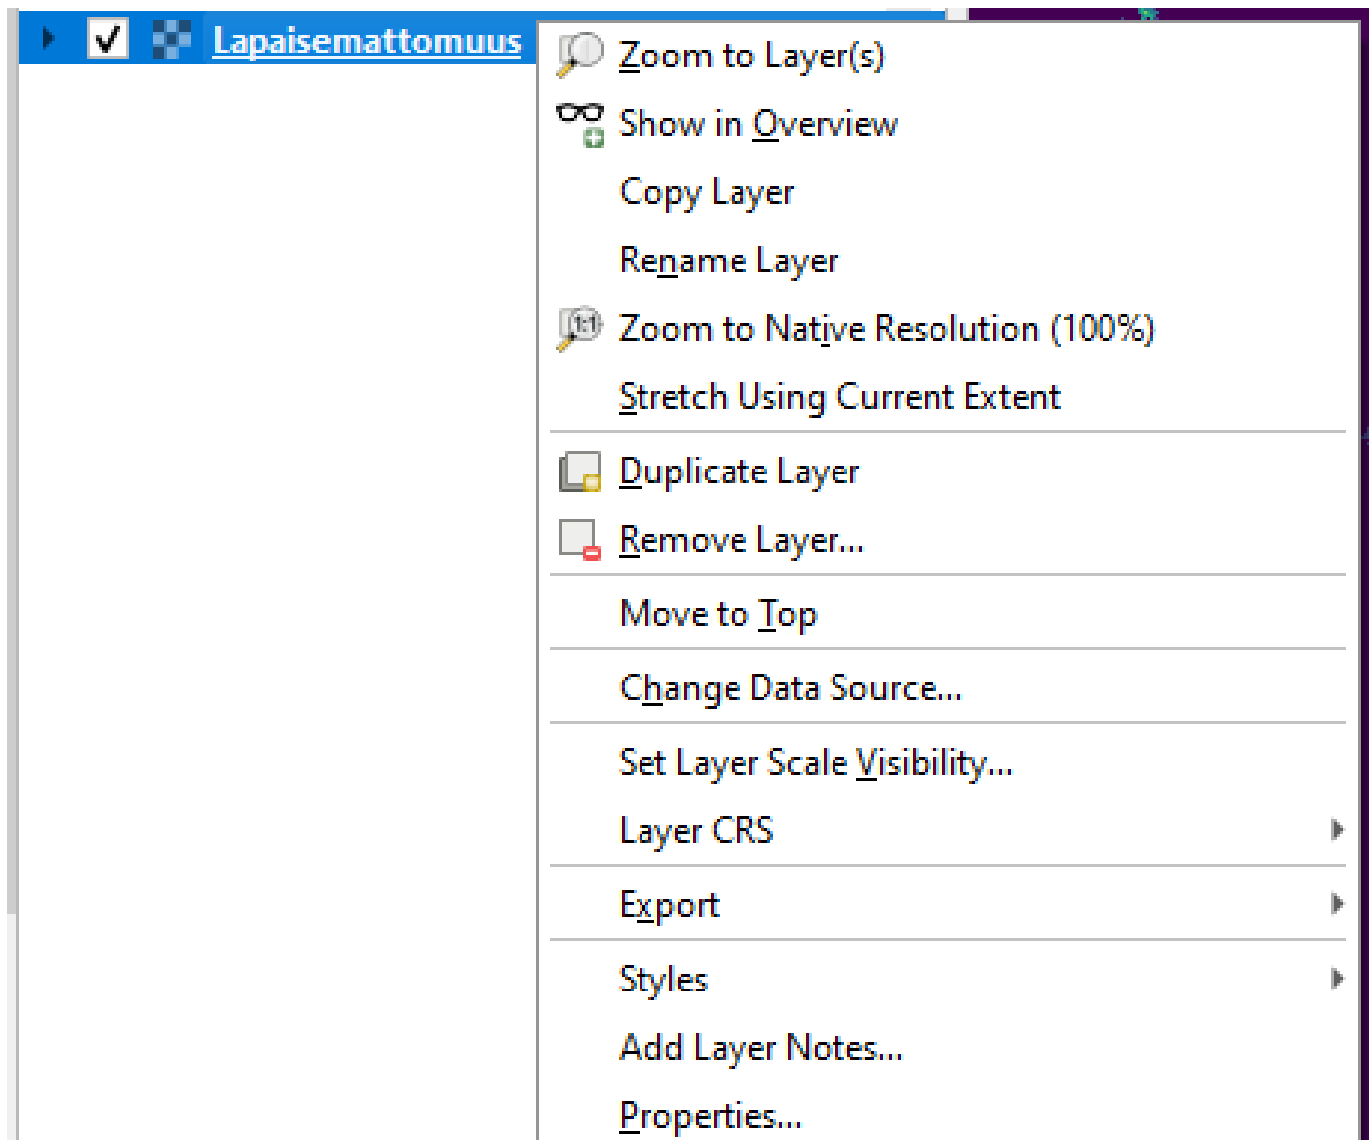 Lapaisemattomuus
Zoom to Layer(s)
Show in Overview
Copy Layer
Rename Layer
1:1
Zoom to Native Resolution (100%)
Stretch Using Current Extent
Duplicate Layer
Remove Layer...
Move to Top
Change Data Source...
Set Layer Scale Visibility...
Layer CRS
Export
Styles
Add Layer Notes...
Properties...